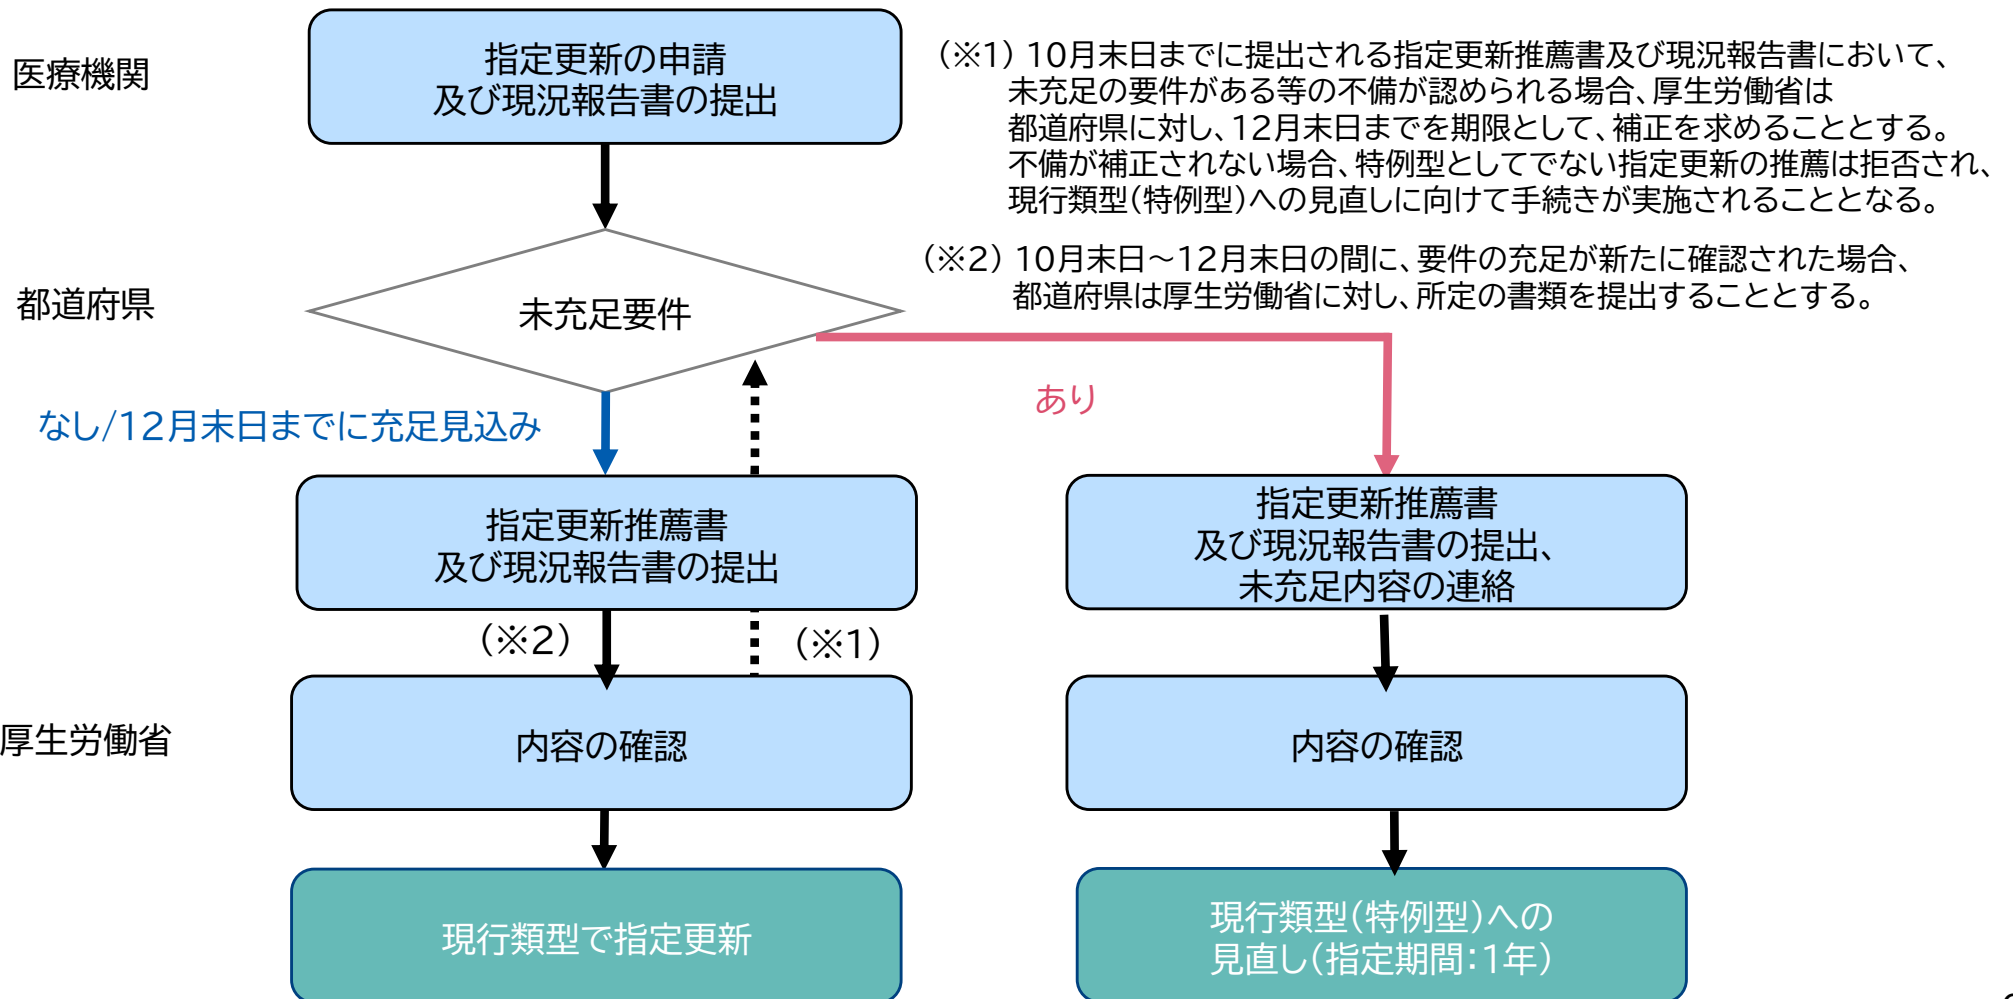 医療機関
指定更新の申請
及び現況報告書の提出
(※1) 10月末日までに提出される指定更新推薦書及び現況報告書において、
未充足の要件がある等の不備が認められる場合、厚生労働省は
都道府県に対し、12月末日までを期限として、補正を求めることとする。
不備が補正されない場合、特例型としてでない指定更新の推薦は拒否され、
現行類型(特例型)への見直しに向けて手続きが実施されることとなる。
(※2) 10月末日～12月末日の間に、要件の充足が新たに確認された場合、
都道府県は厚生労働省に対し、所定の書類を提出することとする。
都道府県
未充足要件
なし/12月末日までに充足見込み
あり
指定更新推薦書
及び現況報告書の提出
指定更新推薦書
及び現況報告書の提出、
未充足内容の連絡
(※2)
(※1)
厚生労働省
内容の確認
内容の確認
現行類型で指定更新
現行類型(特例型)への
見直し(指定期間：1年)